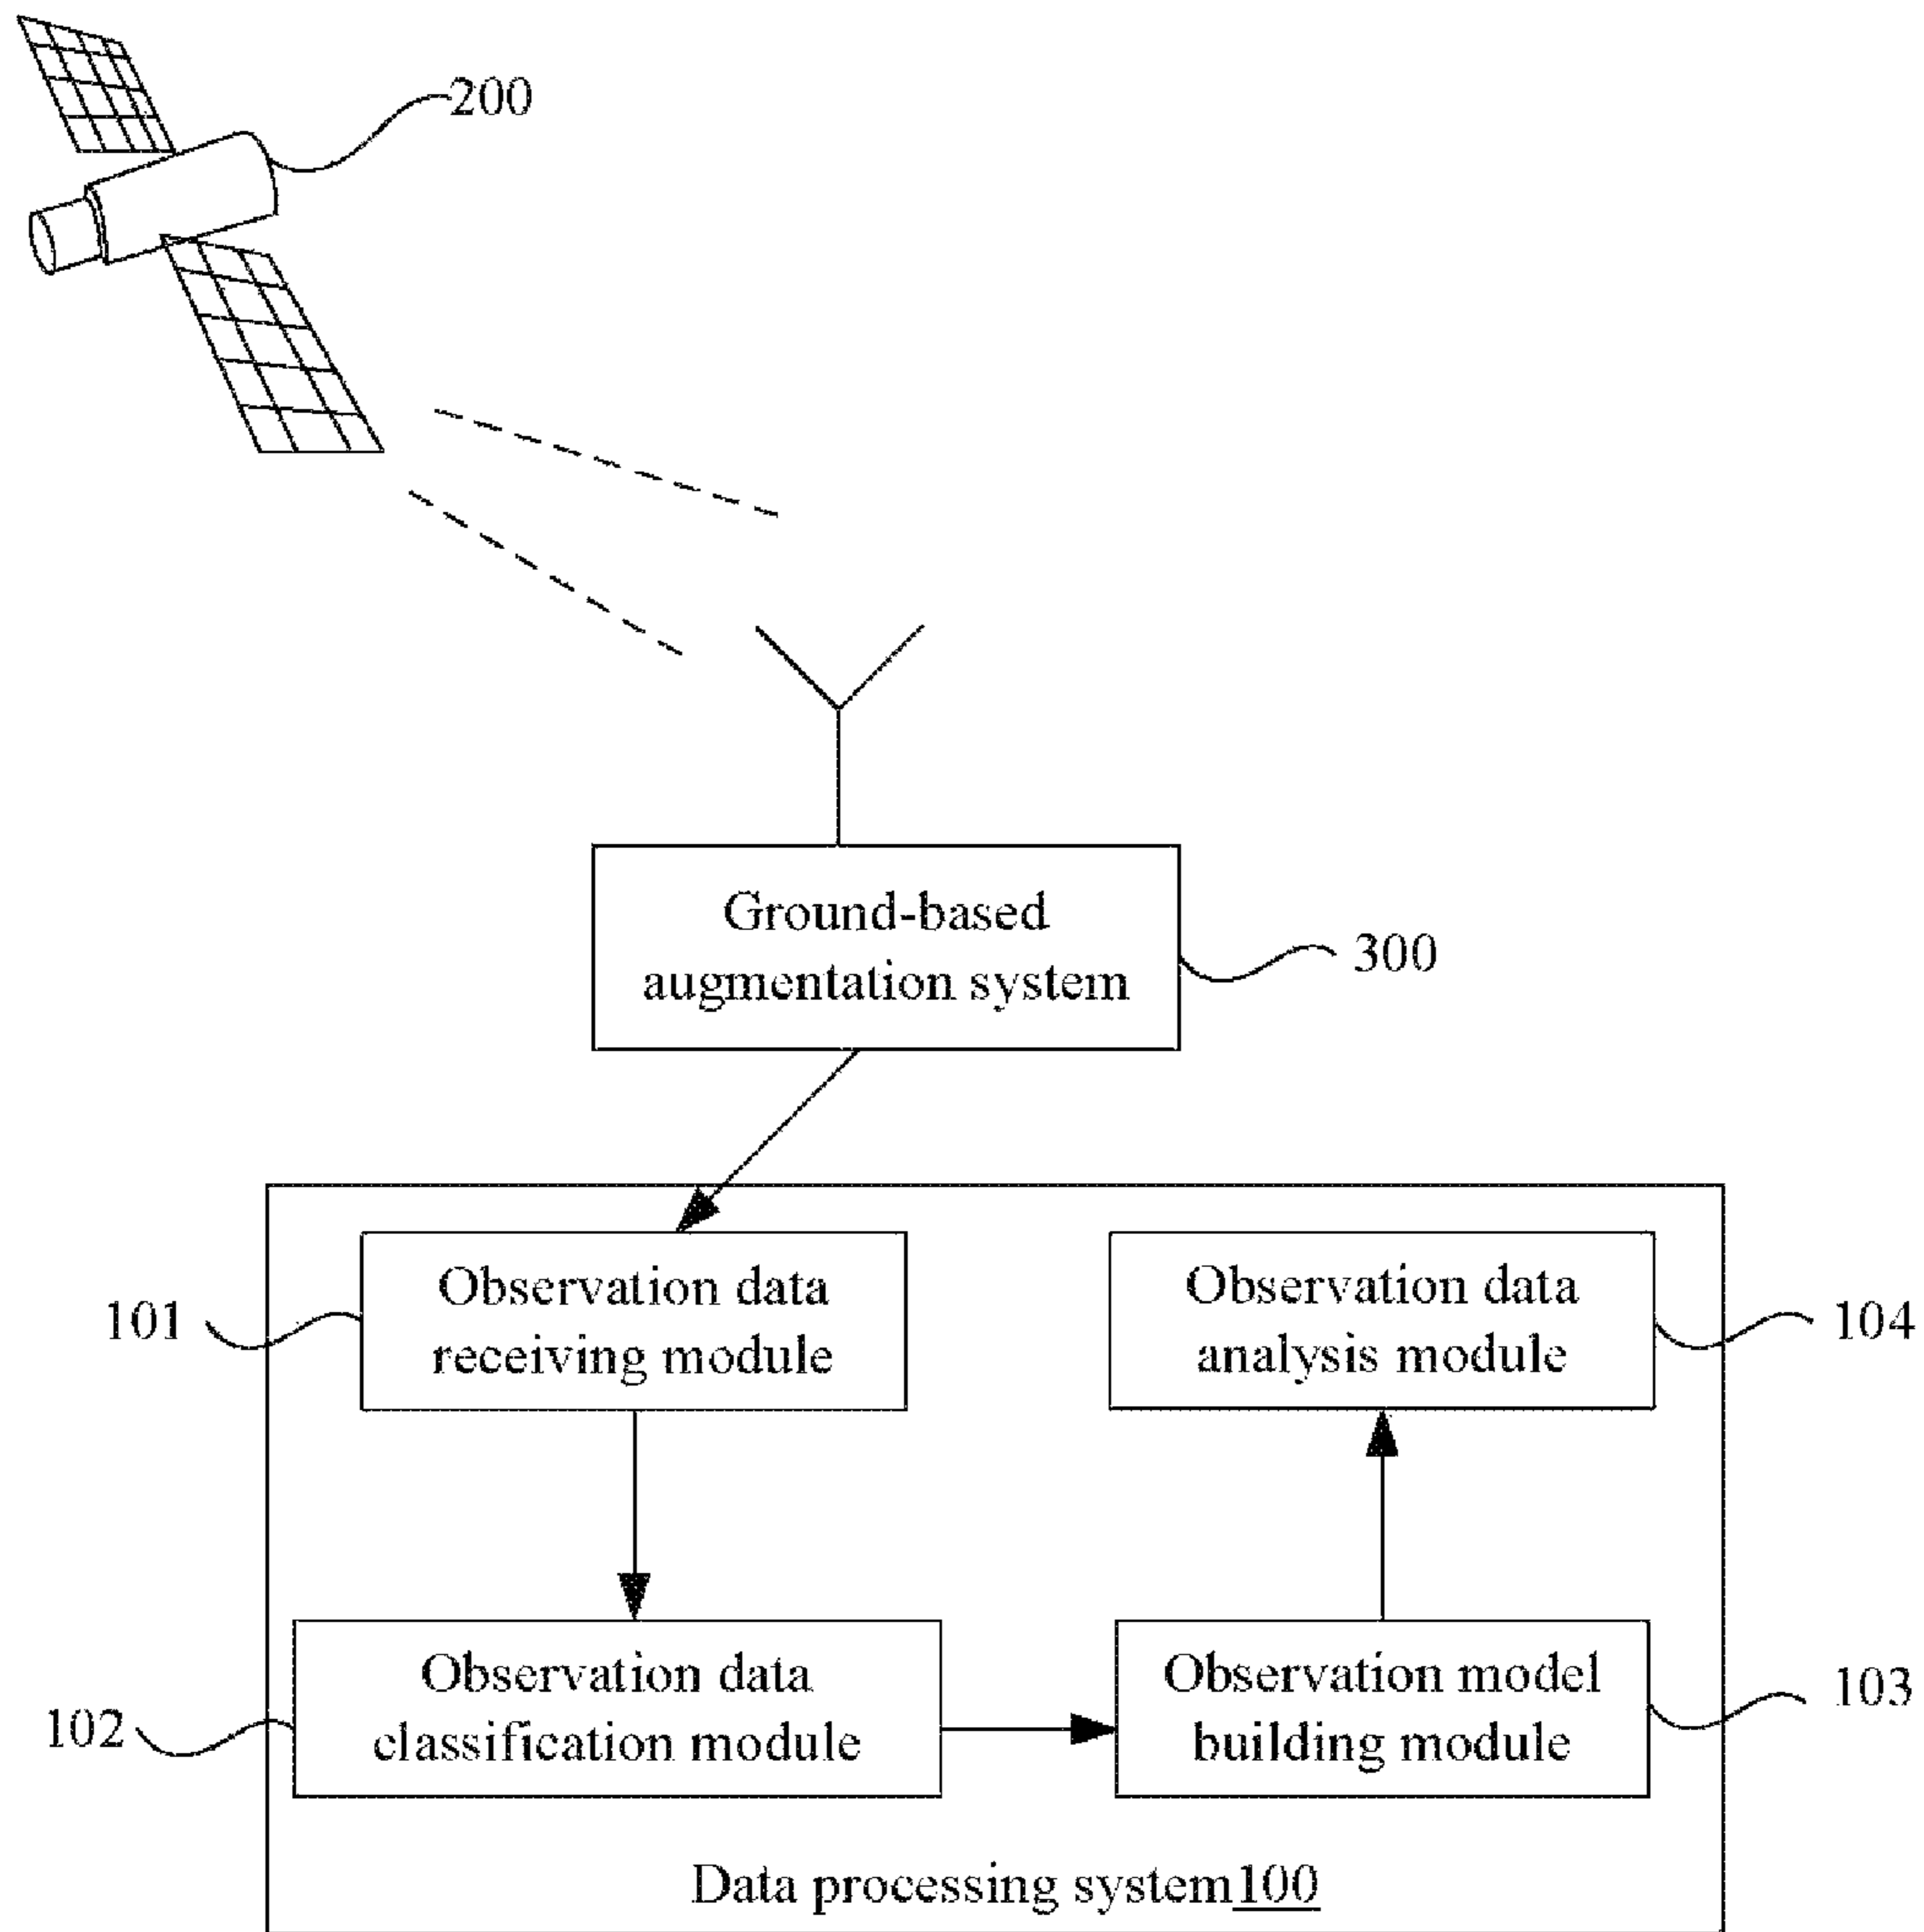 200
Ground-based
augmentation system
300
Observation data
receiving module
101
Observation data
analysis module
104
Observation data
classification module
102
Observation model
building module
103
Data processing system100